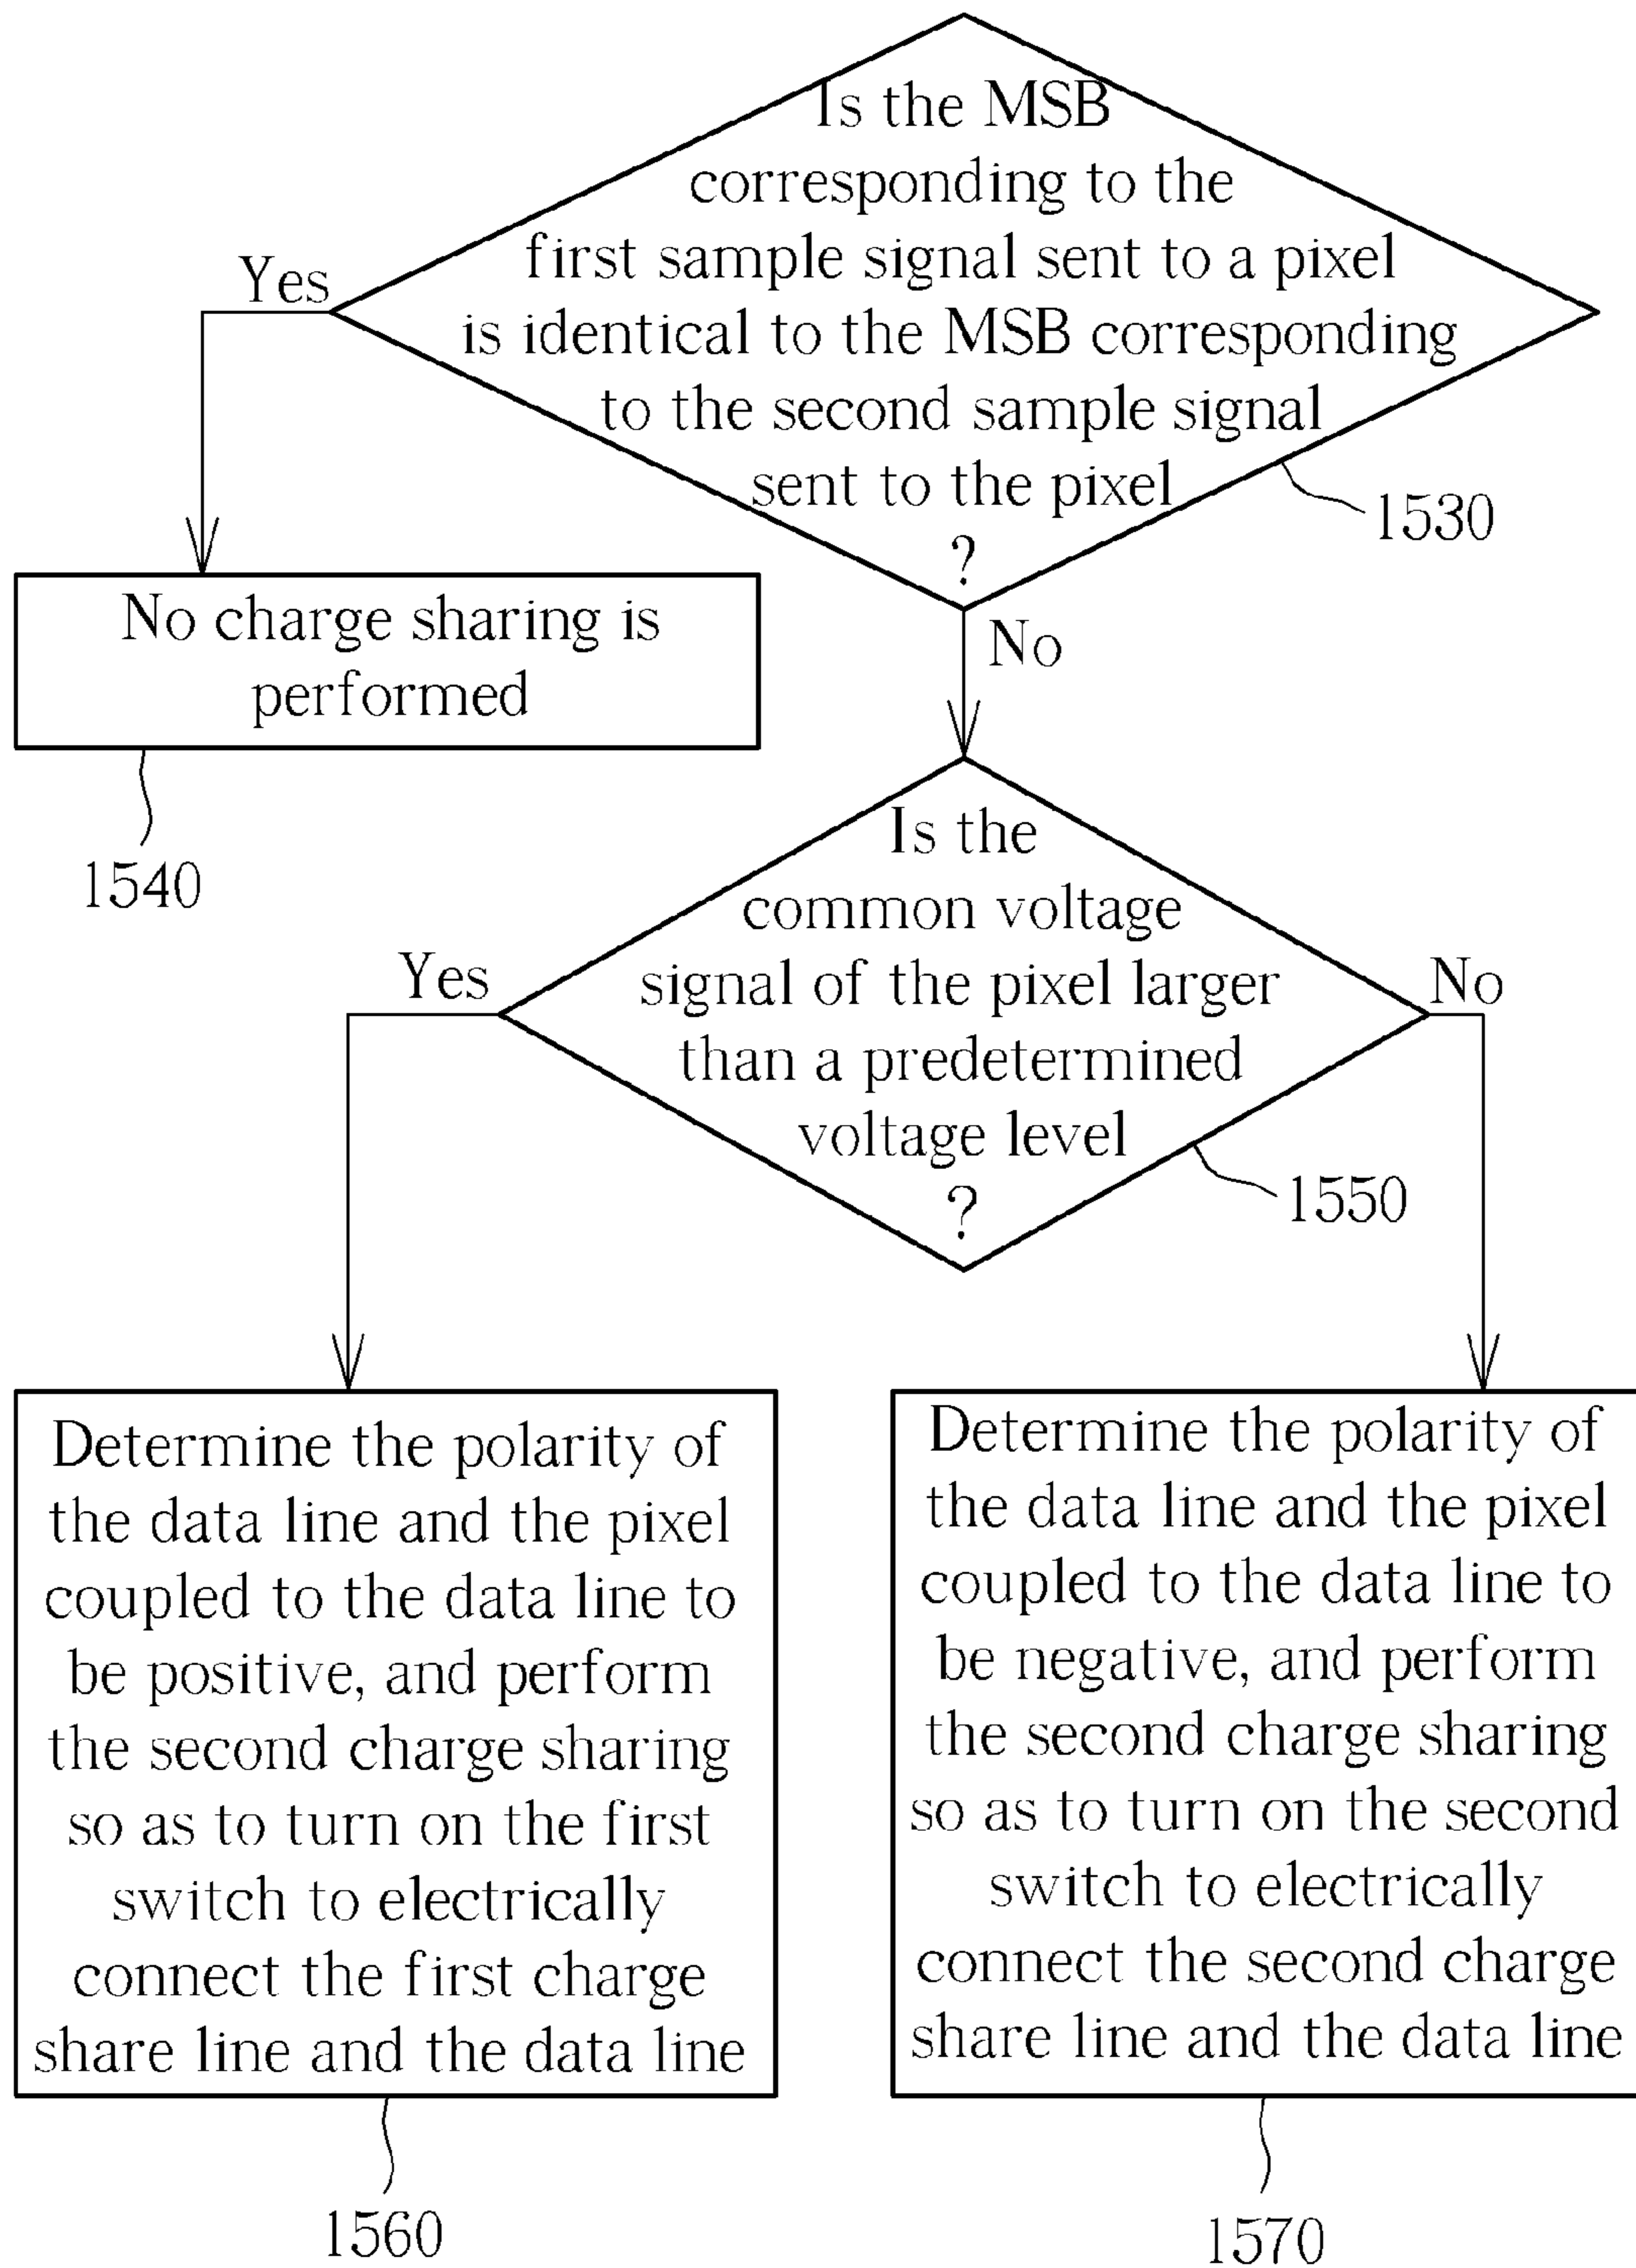 Is the MSB
corresponding to the
first sample signal sent to a pixel
is identical to the MSB corresponding
to the second sample signal
sent to the pixel
?
Yes
1530
No charge sharing is
performed
No
1540
Is the
common voltage
signal of the pixel larger
than a predetermined
voltage level
?
Yes
No
1550
Determine the polarity of
the data line and the pixel
coupled to the data line to
be positive, and perform
the second charge sharing
so as to turn on the first
switch to electrically
connect the first charge
share line and the data line
1560
Determine the polarity of
the data line and the pixel
coupled to the data line to
be negative, and perform
the second charge sharing
so as to turn on the second
switch to electrically
connect the second charge
share line and the data line
1570